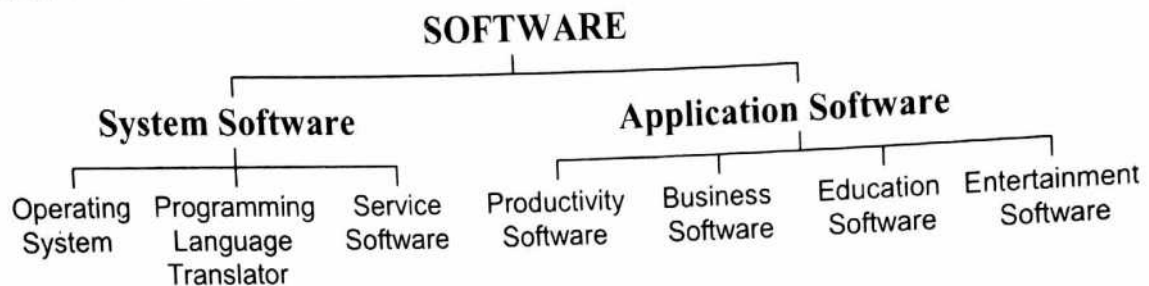 SOFTWARE
System Software
Application Software
Operating System
Programming Language Translator
Service Software
Productivity Software
Business Software
Education Software
Entertainment Software